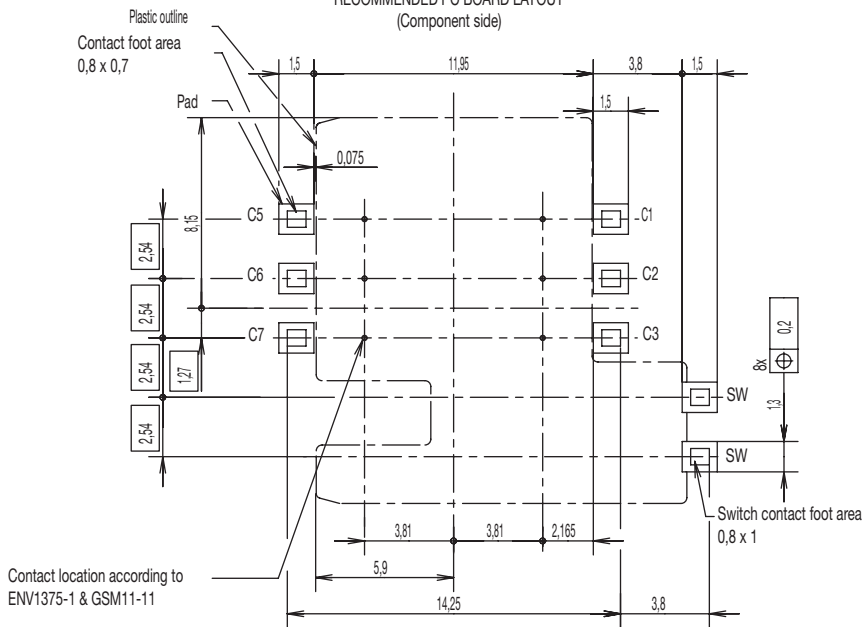 RECOMMENDED PC BOARD LAYOUT
(Component side)
Plastic outline
Contact foot area
0,8 x 0,7
Pad
1,5
11,95
3,8
1,5
1,5
0,075
8,15
C5
C1
2,54
C6
C2
2,54
C7
C3
1,27
2,54
2,54
0,2
8x
1,3
SW
SW
Switch contact foot area
0,8 x 1
3,81
3,81
2,165
5,9
Contact location according to
ENV1375-1 & GSM11-11
14,25
3,8